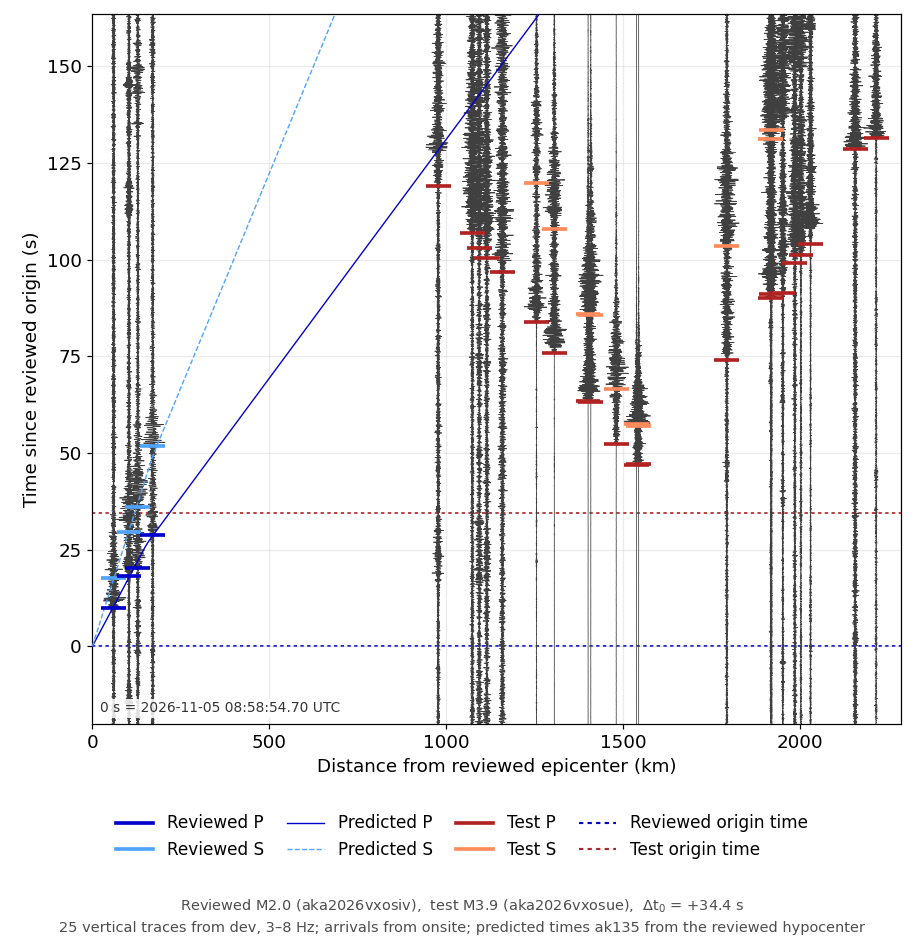 Time since reviewed origin (s)
150
125
100
75
50
25
0
0 s = 2026-11-05 08:58:54.70 UTC
0 500 1000 1500 2000
Distance from reviewed epicenter (km)
Reviewed P Predicted P Test P Reviewed origin time
Reviewed S Predicted S Test S Test origin time
Reviewed M2.0 (aka2026vxosiv), test M3.9 (aka2026vxosue), Δt₀ = +34.4 s
25 vertical traces from dev, 3–8 Hz; arrivals from onsite; predicted times ak135 from the reviewed hypocenter